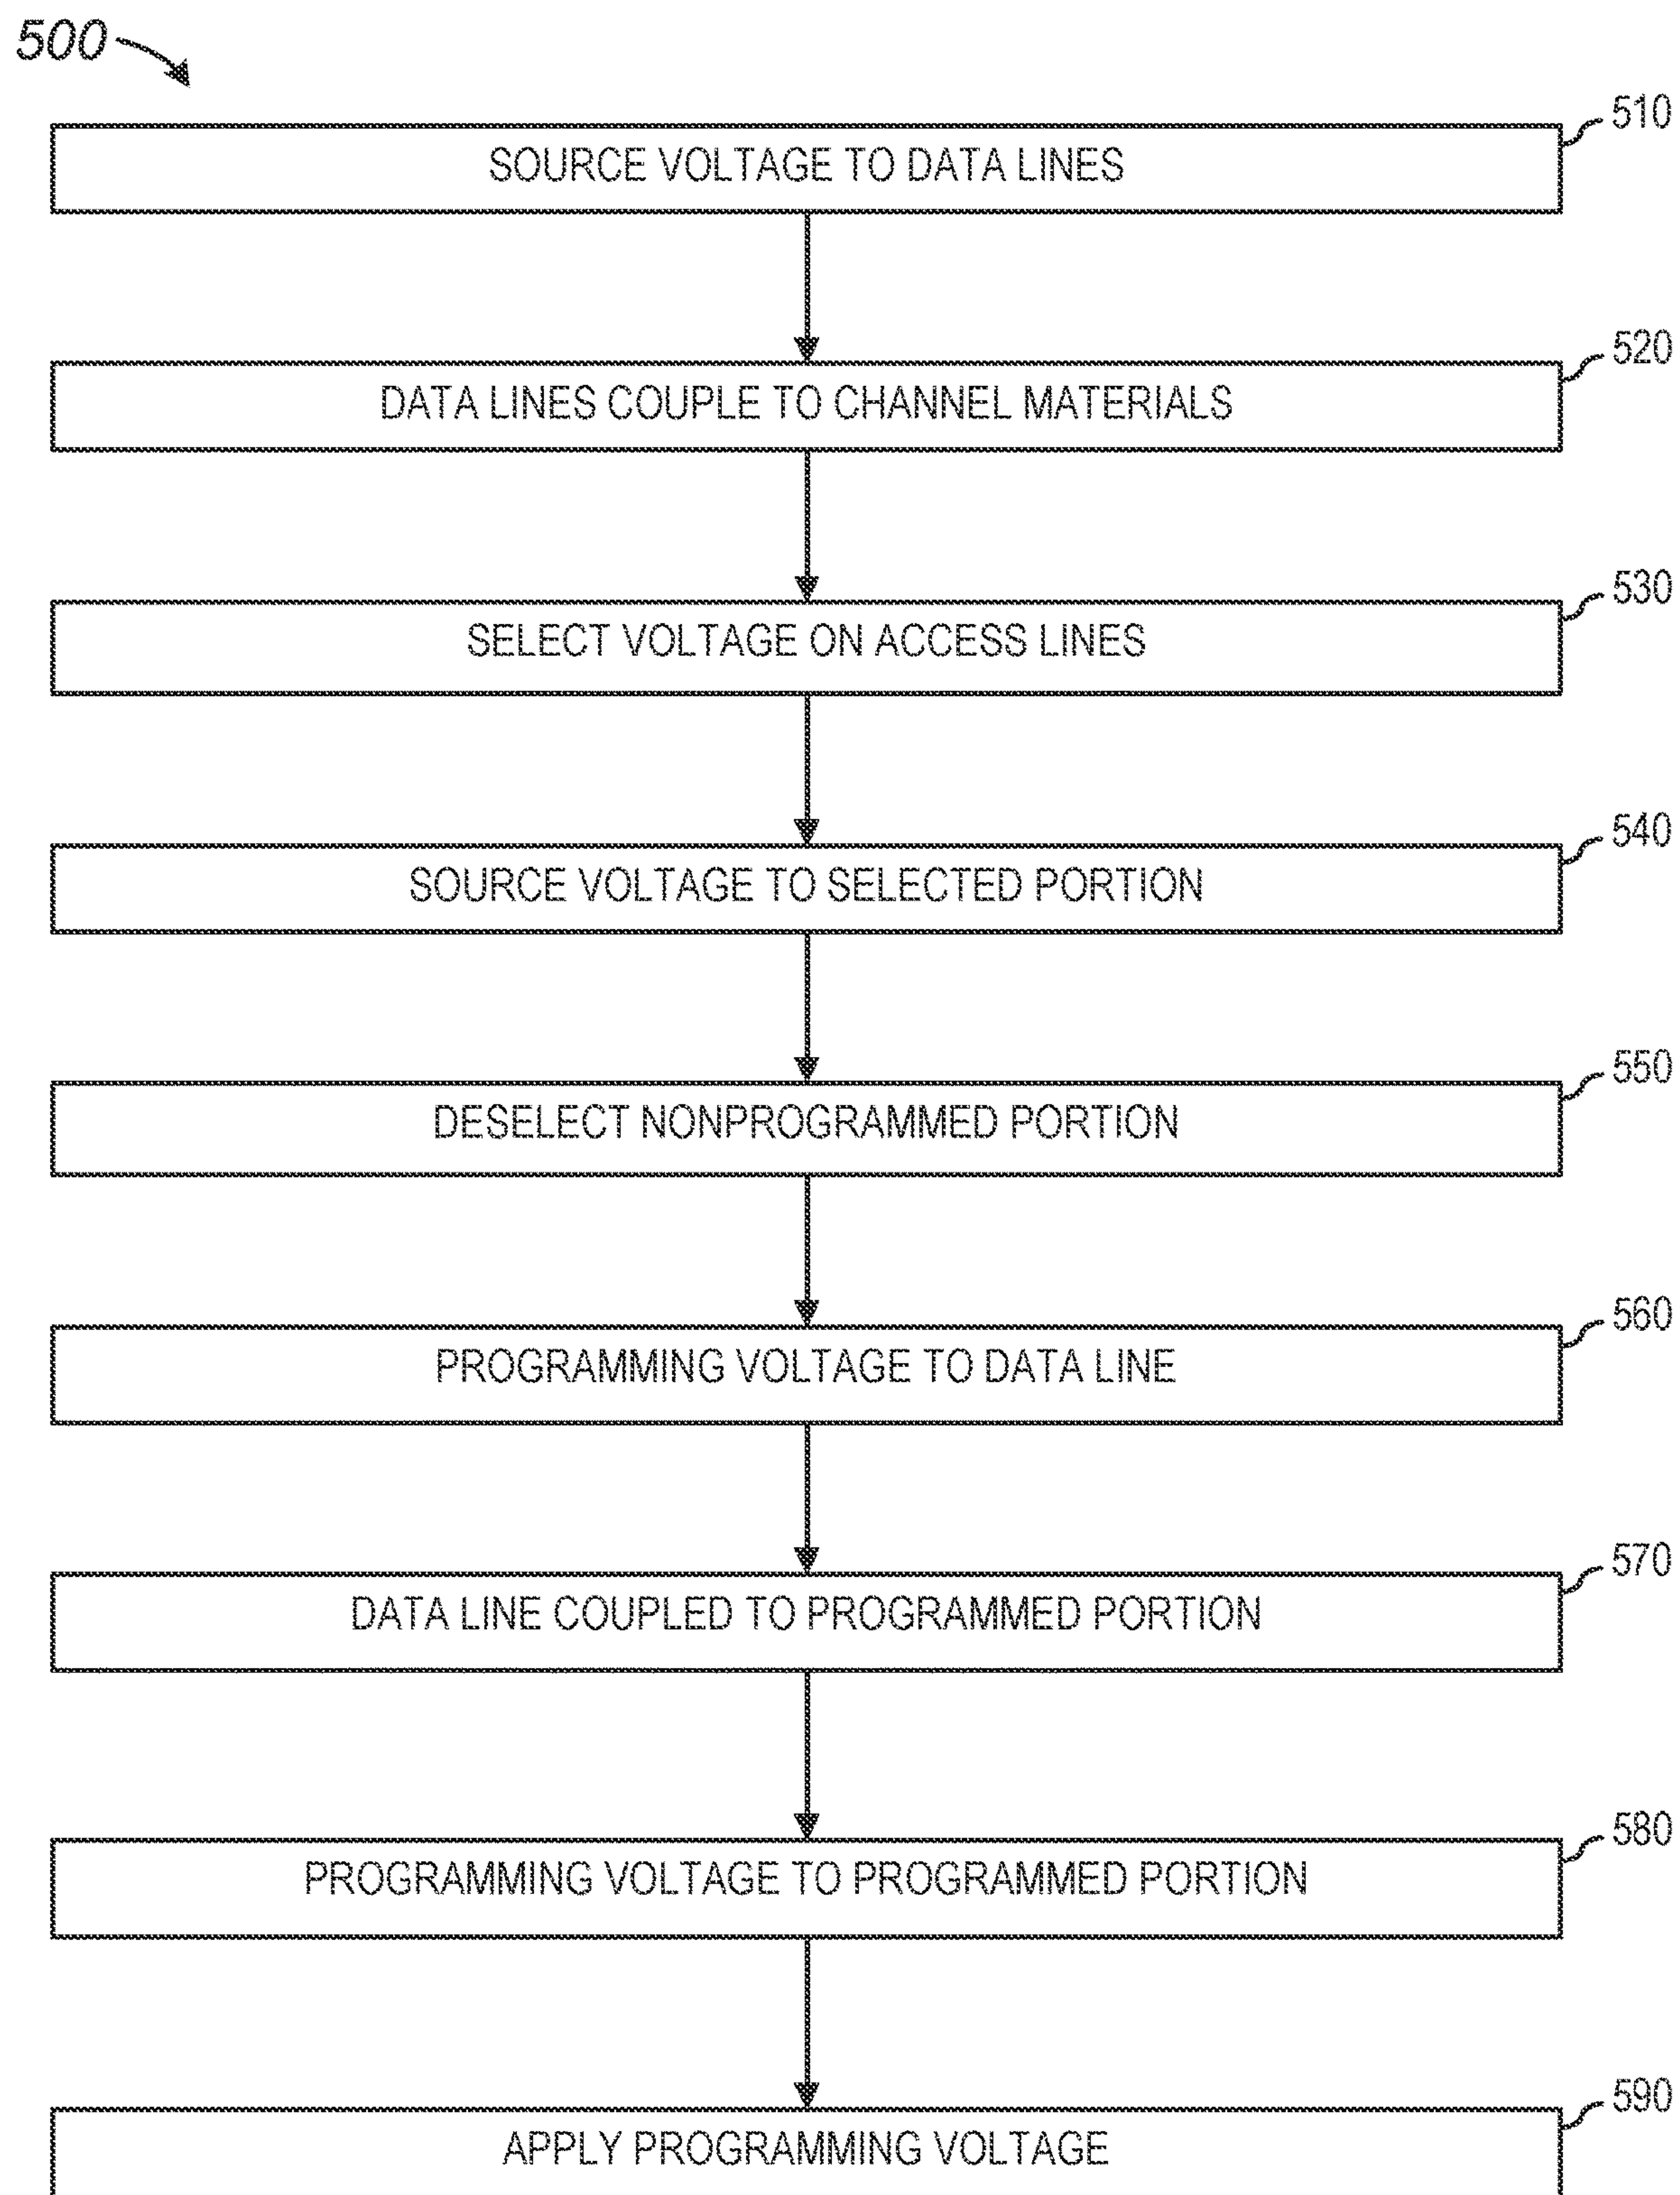 500
510
SOURCE VOLTAGE TO DATA LINES
520
DATA LINES COUPLE TO CHANNEL MATERIALS
530
SELECT VOLTAGE ON ACCESS LINES
540
SOURCE VOLTAGE TO SELECTED PORTION
550
DESELECT NONPROGRAMMED PORTION
560
PROGRAMMING VOLTAGE TO DATA LINE
570
DATA LINE COUPLED TO PROGRAMMED PORTION
580
PROGRAMMING VOLTAGE TO PROGRAMMED PORTION
590
APPLY PROGRAMMING VOLTAGE